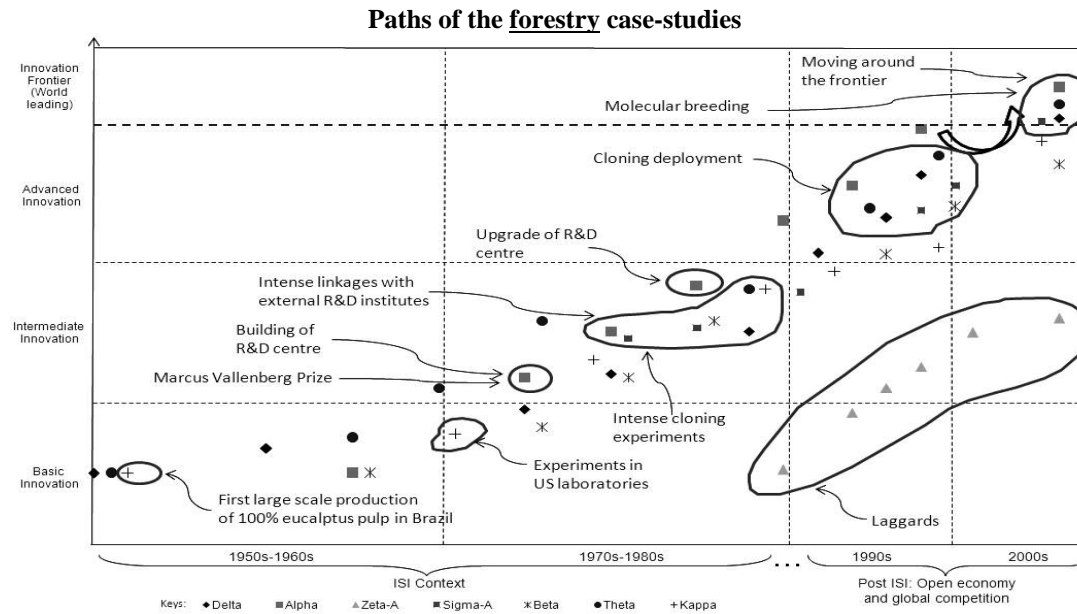 Paths of the forestry case-studies
Innovation
Frontier
(World
leading)
Moving around
the frontier
Molecular breeding
Cloning deployment
Advanced
Innovation
Upgrade of R&D
centre
Intense linkages with
external R&D institutes
Intermediate
Innovation
Building of
R&D centre
Marcus Vallenberg Prize
Intense cloning
experiments
Basic
Innovation
Experiments in
US laboratories
First large scale production
of 100% eucalptus pulp in Brazil
Laggards
1950s-1960s
1970s-1980s
...
1990s
2000s
ISI Context
Post ISI: Open economy
and global competition
Keys: Delta Alpha Zeta-A Sigma-A Beta Theta Kappa